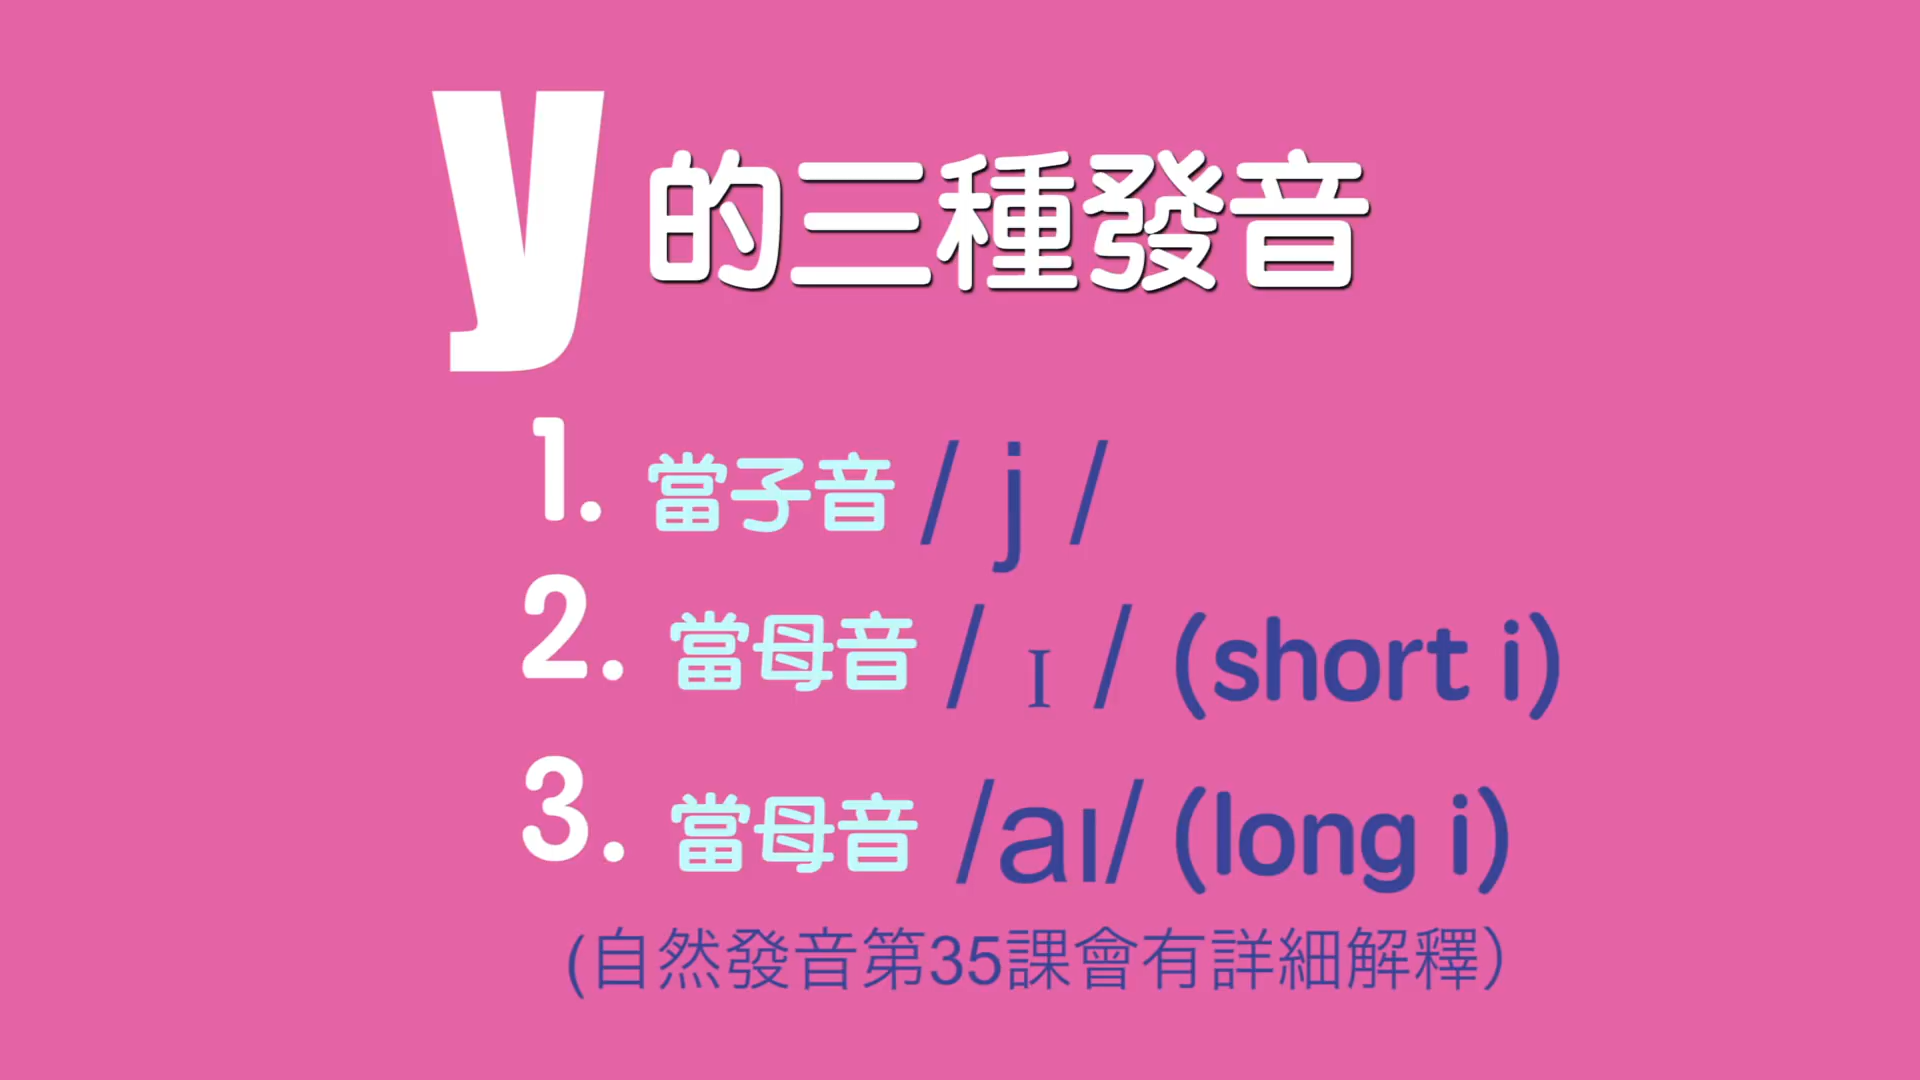 y 的三種發音
1. 當子音 / j /
2. 當母音 / ɪ / (short i)
3. 當母音 /aı/ (long i)
(自然發音第35課會有詳細解釋)